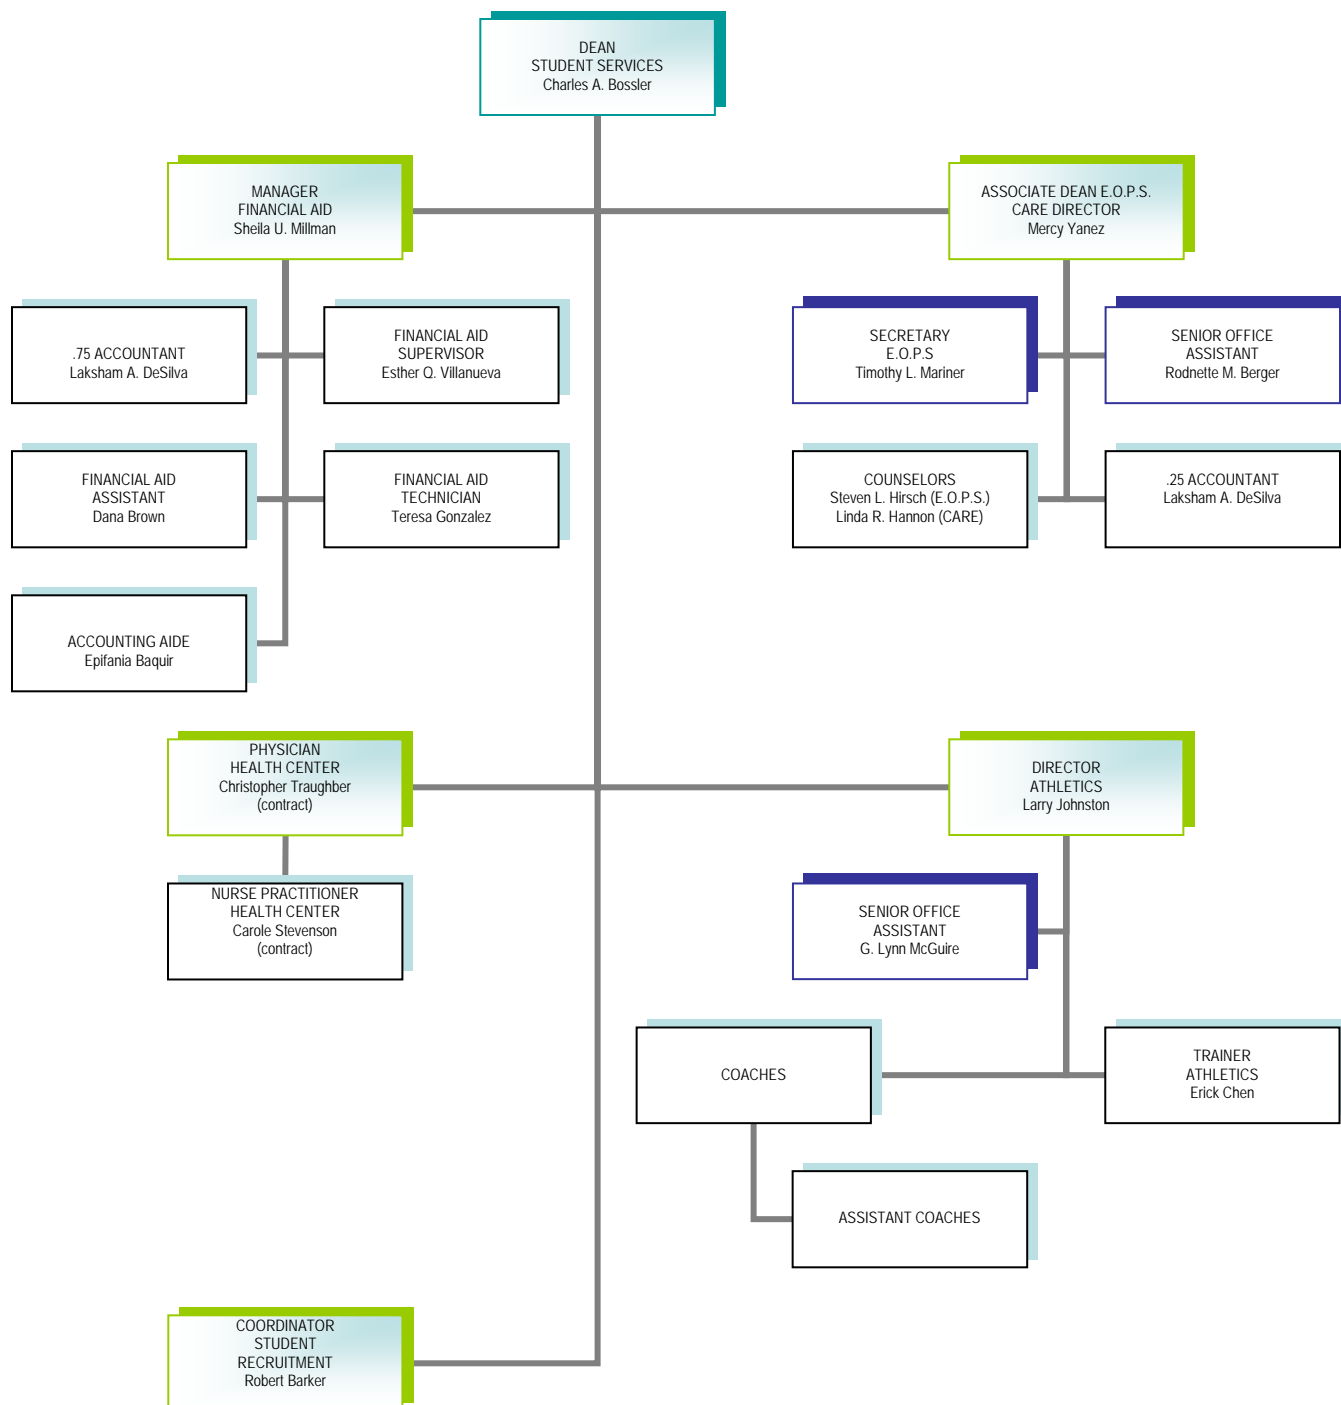 DEAN
STUDENT SERVICES
Charles A. Bossler
MANAGER
FINANCIAL AID
Sheila U. Millman
ASSOCIATE DEAN E.O.P.S.
CARE DIRECTOR
Mercy Yanez
.75 ACCOUNTANT
Laksham A. DeSilva
FINANCIAL AID
SUPERVISOR
Esther Q. Villanueva
SECRETARY
E.O.P.S
Timothy L. Mariner
SENIOR OFFICE
ASSISTANT
Rodnette M. Berger
FINANCIAL AID
ASSISTANT
Dana Brown
FINANCIAL AID
TECHNICIAN
Teresa Gonzalez
COUNSELORS
Steven L. Hirsch (E.O.P.S.)
Linda R. Hannon (CARE)
.25 ACCOUNTANT
Laksham A. DeSilva
ACCOUNTING AIDE
Epifania Baquir
PHYSICIAN
HEALTH CENTER
Christopher Traughber
(contract)
DIRECTOR
ATHLETICS
Larry Johnston
NURSE PRACTITIONER
HEALTH CENTER
Carole Stevenson
(contract)
SENIOR OFFICE
ASSISTANT
G. Lynn McGuire
COACHES
TRAINER
ATHLETICS
Erick Chen
ASSISTANT COACHES
COORDINATOR
STUDENT
RECRUITMENT
Robert Barker